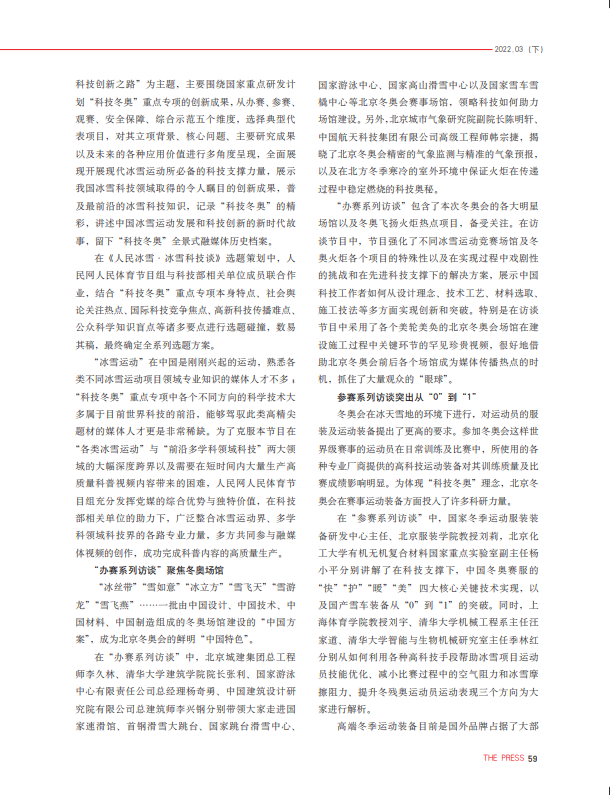 2022.03（下）
科技创新之路”为主题，主要围绕国家重点研发计
划“科技冬奥”重点专项的创新成果，从办赛、参赛、
观赛、安全保障、综合示范五个维度，选择典型代
表项目，对其立项背景、核心问题、主要研究成果
以及未来的各种应用价值进行多角度呈现，全面展
现开展现代冰雪运动所必备的科技支撑力量，展示
我国冰雪科技领域取得的令人瞩目的创新成果，普
及最前沿的冰雪科技知识，记录“科技冬奥”的精
彩，讲述中国冰雪运动发展和科技创新的新时代故
事，留下“科技冬奥”全景式融媒体历史档案。
在《人民冰雪·冰雪科技谈》选题策划中，人
民网人民体育节目组与科技部相关单位成员联合作
业，结合“科技冬奥”重点专项本身特点、社会舆
论关注热点、国际科技竞争焦点、高新科技传播难点、
公众科学知识盲点等诸多要点进行选题碰撞，数易
其稿，最终确定全系列选题方案。
“冰雪运动”在中国是刚刚兴起的运动，熟悉各
类不同冰雪运动项目领域专业知识的媒体人才不多；
“科技冬奥”重点专项中各个不同方向的科学技术大
多属于目前世界科技的前沿，能够驾驭此类高精尖
题材的媒体人才更是非常稀缺。为了克服本节目在
“各类冰雪运动”与“前沿多学科领域科技”两大领
域的大幅深度跨界以及需要在短时间内大量生产高
质量科普视频内容带来的困难，人民网人民体育节
目组充分发挥党媒的综合优势与独特价值，在科技
部相关单位的助力下，广泛整合冰雪运动界、多学
科领域科技界的各路专业力量，多方共同参与融媒
体视频的创作，成功完成科普内容的高质量生产。
“办赛系列访谈”聚焦冬奥场馆
“冰丝带”“雪如意”“冰立方”“雪飞天”“雪游
龙”“雪飞燕”……一批由中国设计、中国技术、中
国材料、中国制造组成的冬奥场馆建设的“中国方
案”，成为北京冬奥会的鲜明“中国特色”。
在“办赛系列访谈”中，北京城建集团总工程
师李久林、清华大学建筑学院院长张利、国家游泳
中心有限责任公司总经理杨奇勇、中国建筑设计研
究院有限公司总建筑师李兴钢分别带领大家走进国
家速滑馆、首钢滑雪大跳台、国家跳台滑雪中心、
国家游泳中心、国家高山滑雪中心以及国家雪车雪
橇中心等北京冬奥会赛事场馆，领略科技如何助力
场馆建设。另外，北京城市气象研究院副院长陈明轩、
中国航天科技集团有限公司高级工程师韩宗捷，揭
晓了北京冬奥会精密的气象监测与精准的气象预报，
以及在北方冬季寒冷的室外环境中保证火炬在传递
过程中稳定燃烧的科技奥秘。
“办赛系列访谈”包含了本次冬奥会的各大明星
场馆以及冬奥飞扬火炬热点项目，备受关注。在访
谈节目中，节目强化了不同冰雪运动竞赛场馆及冬
奥火炬各个项目的特殊性以及在实现过程中戏剧性
的挑战和在先进科技支撑下的解决方案，展示中国
科技工作者如何从设计理念、技术工艺、材料选取、
施工技法等多方面实现创新和突破。特别是在访谈
节目中采用了各个美轮美奂的北京冬奥会场馆在建
设施工过程中关键环节的罕见珍贵视频，很好地借
助北京冬奥会前后各个场馆成为媒体传播热点的时
机，抓住了大量观众的“眼球”。
参赛系列访谈突出从“0”到“1”
冬奥会在冰天雪地的环境下进行，对运动员的服
装及运动装备提出了更高的要求。参加冬奥会这样世
界级赛事的运动员在日常训练及比赛中，所使用的各
种专业厂商提供的高科技运动装备对其训练质量及比
赛成绩影响明显。为体现“科技冬奥”理念，北京冬
奥会在赛事运动装备方面投入了许多科研力量。
在“参赛系列访谈”中，国家冬季运动服装装
备研发中心主任、北京服装学院教授刘莉，北京化
工大学有机无机复合材料国家重点实验室副主任杨
小平分别讲解了在科技支撑下，中国冬奥赛服的
“快”“护”“暖”“美” 四大核心关键技术实现，以
及国产雪车装备从“0”到“1”的突破。同时，上
海体育学院教授刘宇、清华大学机械工程系主任汪
家道、清华大学智能与生物机械研究室主任季林红
分别从如何利用各种高科技手段帮助冰雪项目运动
员技能优化、减小比赛过程中的空气阻力和冰雪摩
擦阻力、提升冬残奥运动员运动表现三个方向为大
家进行解析。
高端冬季运动装备目前是国外品牌占据了大部
THE PRESS 59